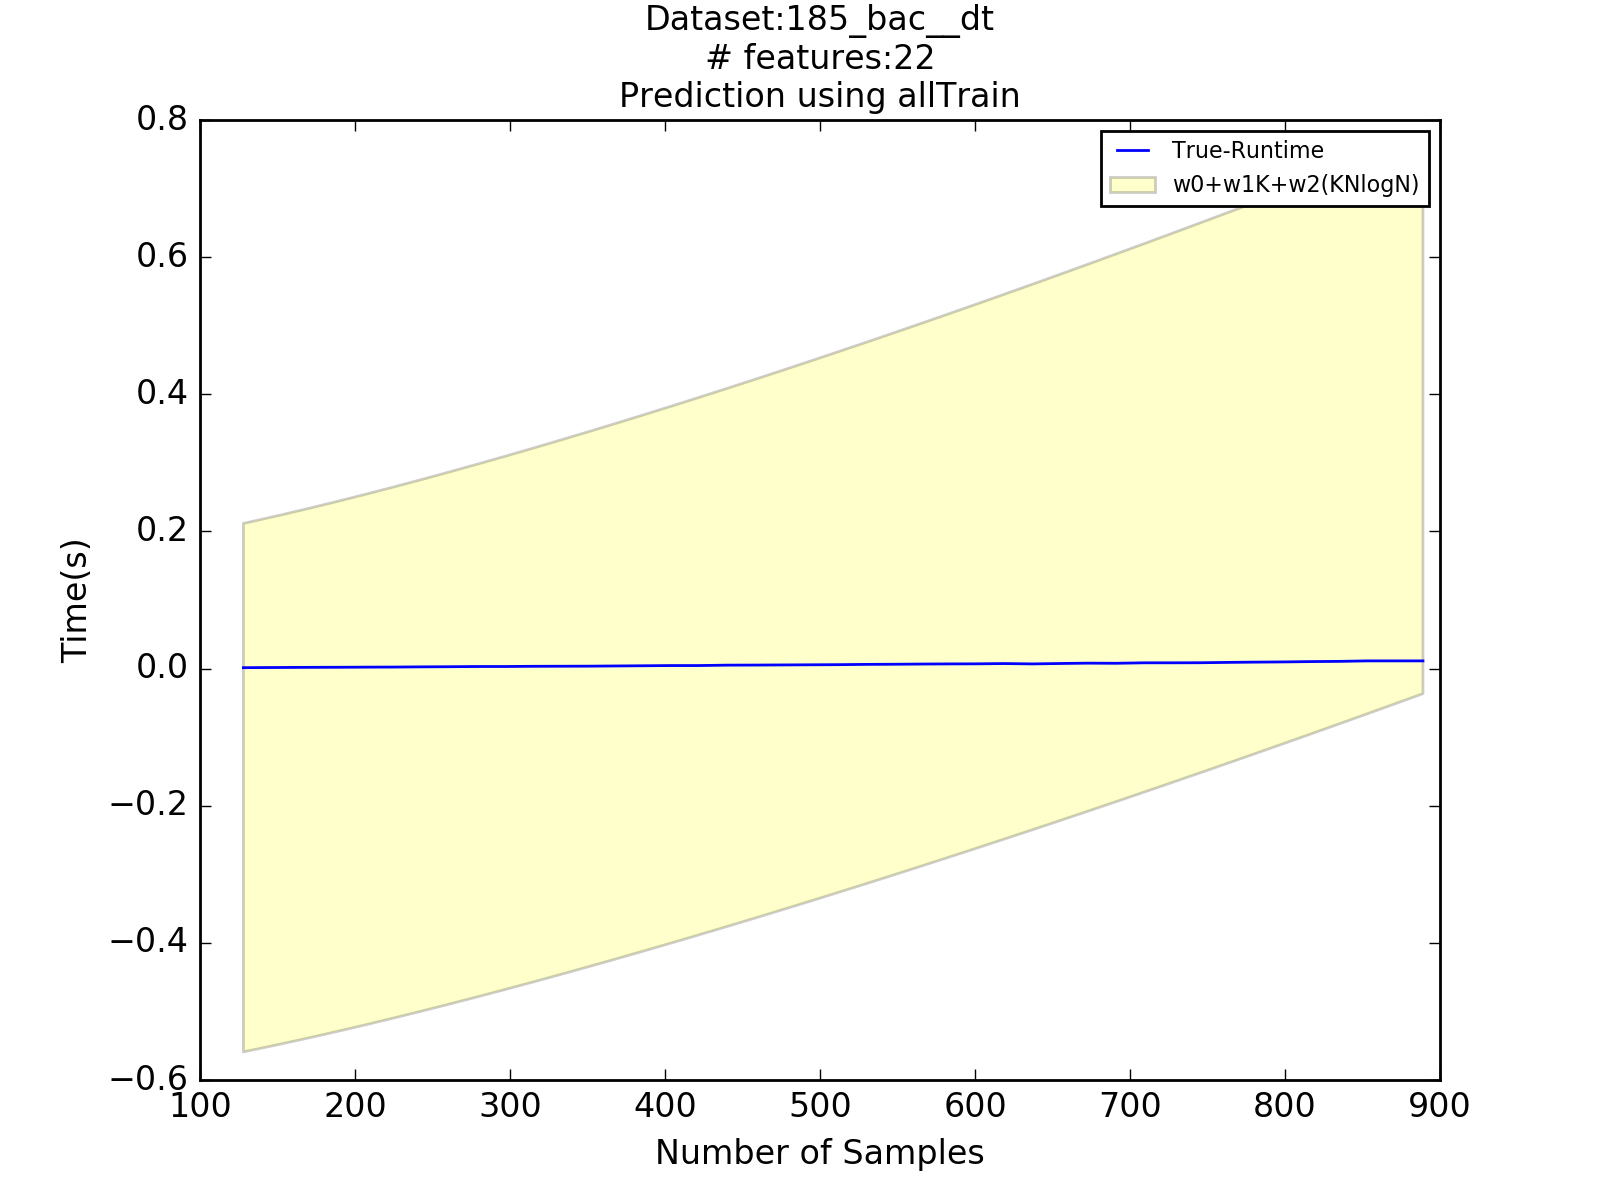 Dataset:185_bac__dt
# features:22
Prediction using allTrain
True-Runtime
w0+w1K+w2(KNlogN)
0.8
0.6
0.4
0.2
0.0
−0.2
−0.4
−0.6
Time(s)
100 200 300 400 500 600 700 800 900
Number of Samples